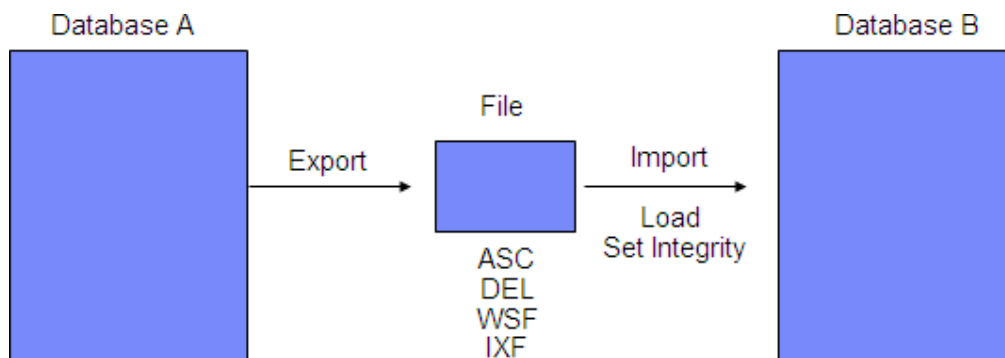 Database A
Database B
File
Export
Import
Load
Set Integrity
ASC
DEL
WSF
IXF